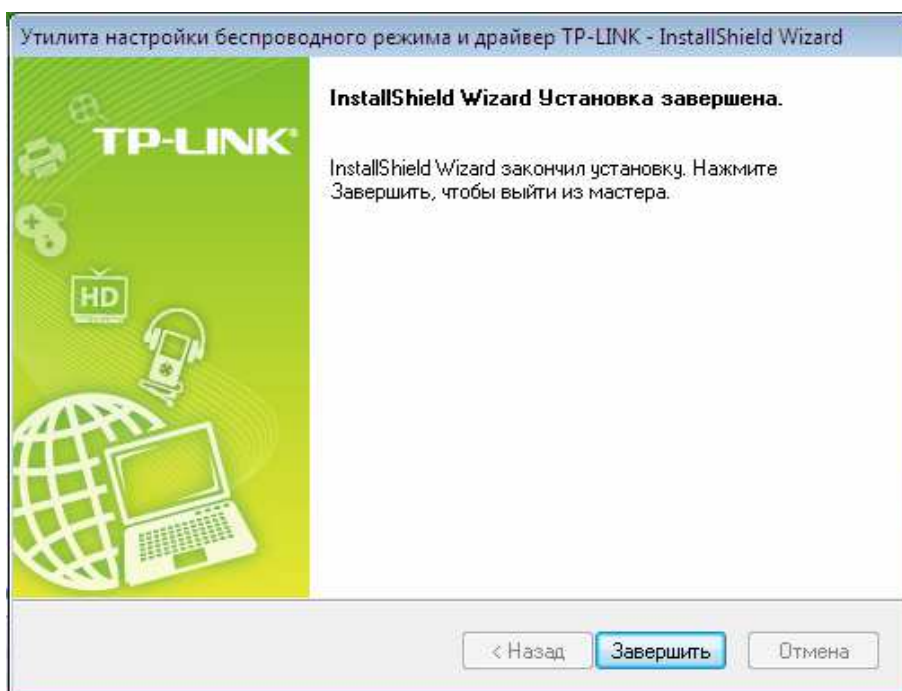 Утилита настройки беспроводного режима и драйвер TP-LINK - InstallShield Wizard
TP-LINK®
InstallShield Wizard Установка завершена.
InstallShield Wizard закончил установку. Нажмите
Завершить, чтобы выйти из мастера.
HD
< Назад
Завершить
Отмена